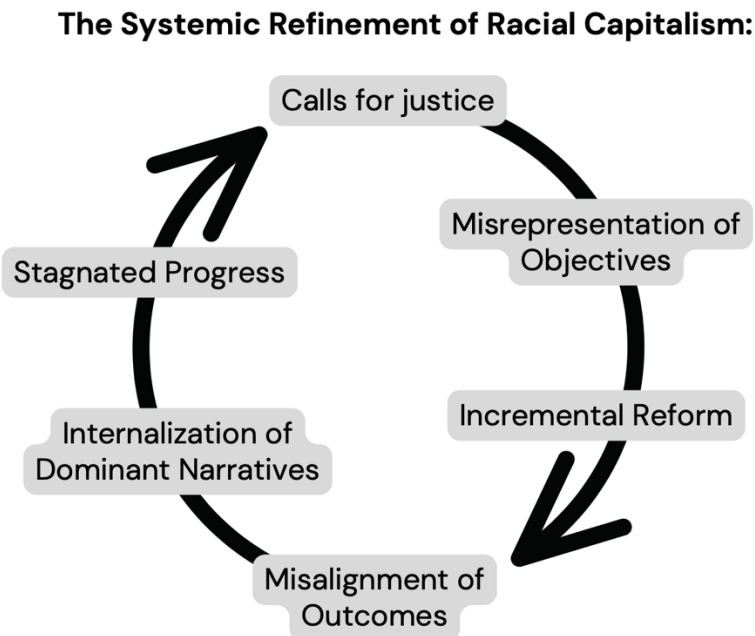 The Systemic Refinement of Racial Capitalism:
Calls for justice
Misrepresentation of
Objectives
Incremental Reform
Misalignment of
Outcomes
Internalization of
Dominant Narratives
Stagnated Progress